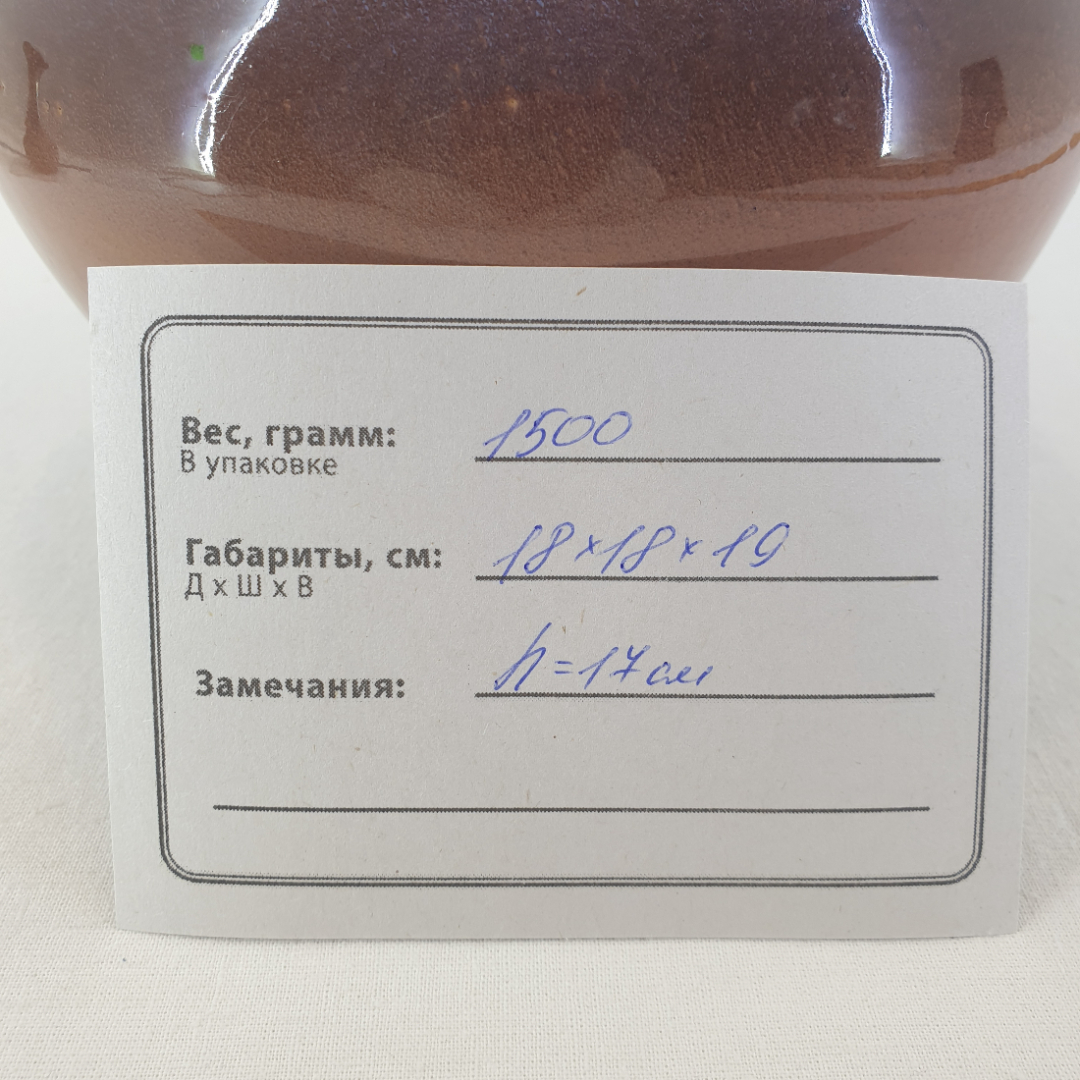 Вес, грамм: 1500
В упаковке
Габариты, см: 18×18×19
Д х Ш х В
Замечания: h=17см